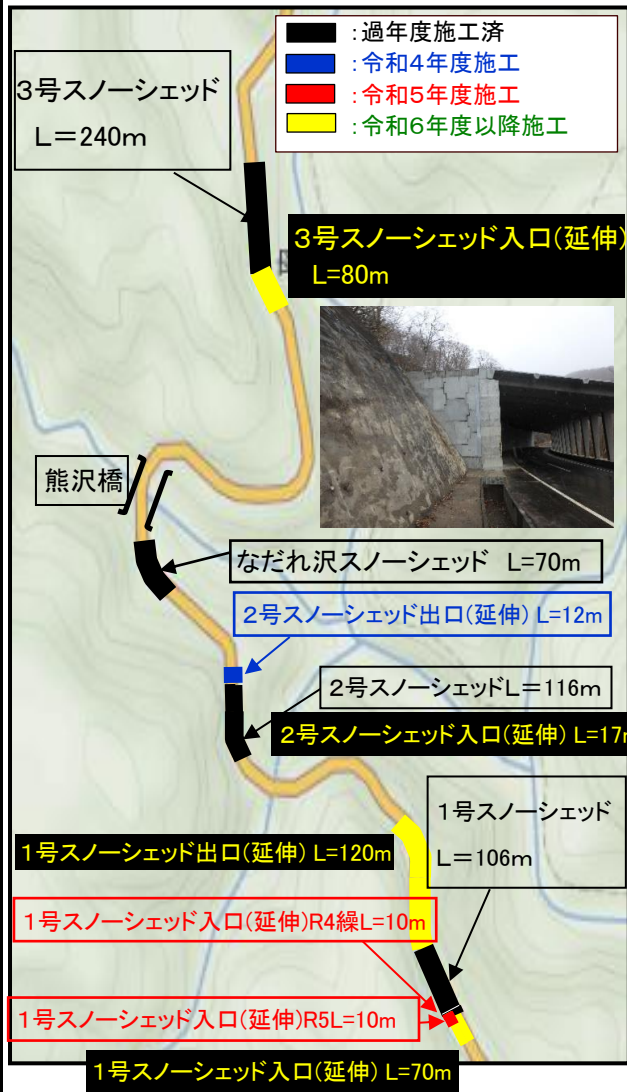 :過年度施工済
:令和4年度施工
:令和5年度施工
:令和6年度以降施工
3号スノーシェッド
L=240m
3号スノーシェッド入口(延伸)
L=80m
熊沢橋
なだれ沢スノーシェッド L=70m
2号スノーシェッド出口(延伸) L=12m
2号スノーシェッドL=116m
2号スノーシェッド入口(延伸) L=17m
1号スノーシェッド
L=106m
1号スノーシェッド出口(延伸) L=120m
1号スノーシェッド入口(延伸)R4繰L=10m
1号スノーシェッド入口(延伸)R5L=10m
1号スノーシェッド入口(延伸) L=70m